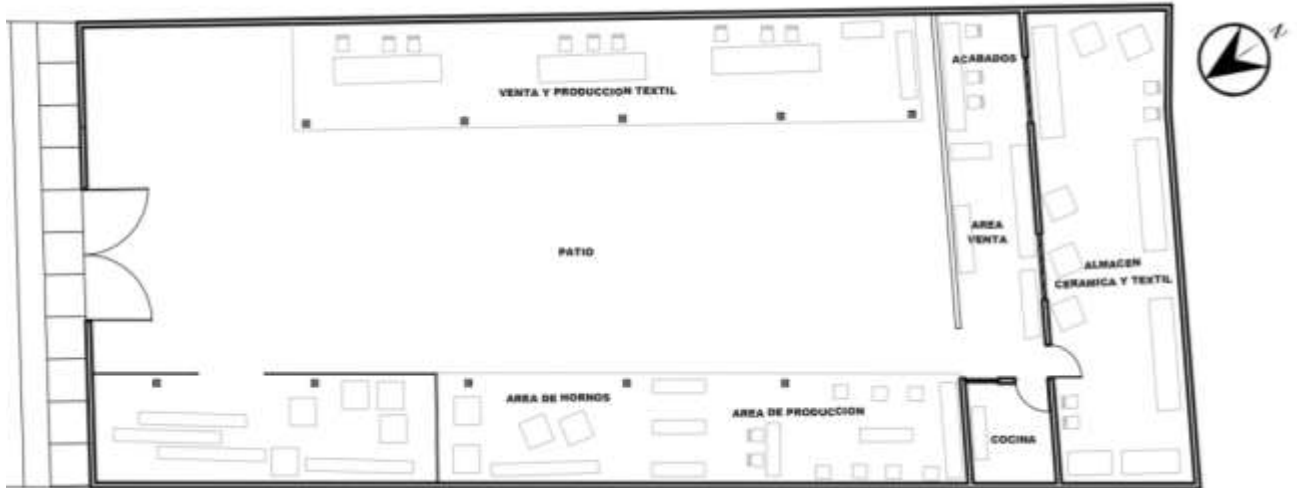 ACABADOS
VENTA Y PRODUCCION TEXTIL
AREA
VENTA
PATIO
ALMACEN
CERAMICA Y TEXTIL
AREA DE HORNOS
AREA DE PRODUCCION
COCINA
N